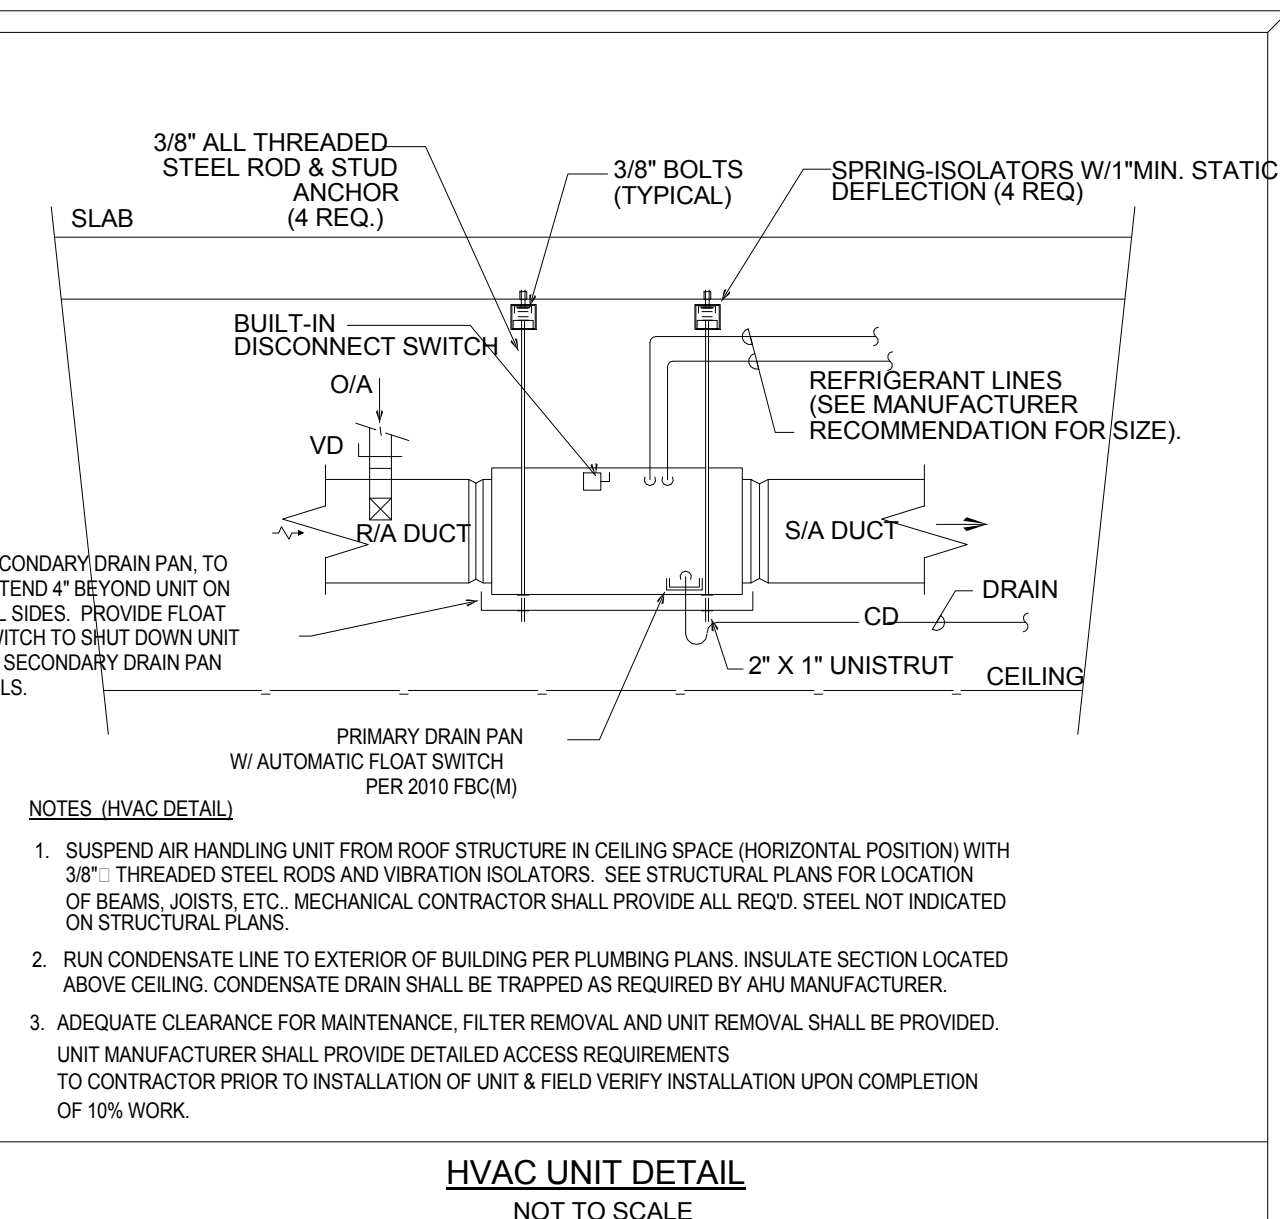 3/8" ALL THREADED
STEEL ROD & STUD
ANCHOR
(4 REQ.)
3/8" BOLTS
(TYPICAL)
SPRING-ISOLATORS W/1"MIN. STATIC
DEFLECTION (4 REQ)
SLAB
BUILT-IN
DISCONNECT SWITCH
O/A
VD
REFRIGERANT LINES
(SEE MANUFACTURER
RECOMMENDATION FOR SIZE).
R/A DUCT
S/A DUCT
CONDARY DRAIN PAN, TO
TEND 4" BEYOND UNIT ON
L SIDES. PROVIDE FLOAT
WITCH TO SHUT DOWN UNIT
SECONDARY DRAIN PAN
LS.
DRAIN
CD
2" X 1" UNISTRUT
CEILING
PRIMARY DRAIN PAN
W/ AUTOMATIC FLOAT SWITCH
PER 2010 FBC(M)
NOTES (HVAC DETAIL)
1. SUSPEND AIR HANDLING UNIT FROM ROOF STRUCTURE IN CEILING SPACE (HORIZONTAL POSITION) WITH
3/8"□ THREADED STEEL RODS AND VIBRATION ISOLATORS. SEE STRUCTURAL PLANS FOR LOCATION
OF BEAMS, JOISTS, ETC.. MECHANICAL CONTRACTOR SHALL PROVIDE ALL REQ'D. STEEL NOT INDICATED
ON STRUCTURAL PLANS.
2. RUN CONDENSATE LINE TO EXTERIOR OF BUILDING PER PLUMBING PLANS. INSULATE SECTION LOCATED
ABOVE CEILING. CONDENSATE DRAIN SHALL BE TRAPPED AS REQUIRED BY AHU MANUFACTURER.
3. ADEQUATE CLEARANCE FOR MAINTENANCE, FILTER REMOVAL AND UNIT REMOVAL SHALL BE PROVIDED.
UNIT MANUFACTURER SHALL PROVIDE DETAILED ACCESS REQUIREMENTS
TO CONTRACTOR PRIOR TO INSTALLATION OF UNIT & FIELD VERIFY INSTALLATION UPON COMPLETION
OF 10% WORK.
HVAC UNIT DETAIL
NOT TO SCALE